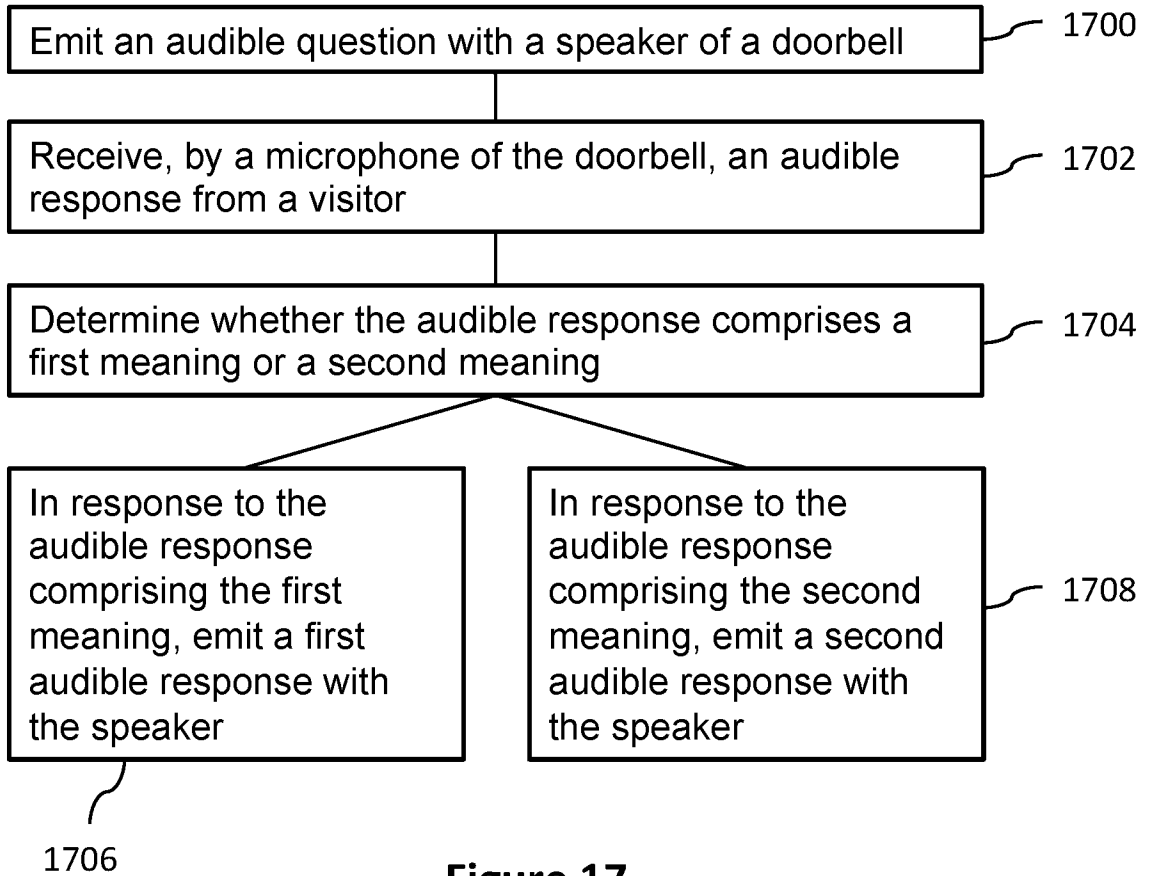 Emit an audible question with a speaker of a doorbell
1700
Receive, by a microphone of the doorbell, an audible
response from a visitor
1702
Determine whether the audible response comprises a
first meaning or a second meaning
1704
In response to the
audible response
comprising the first
meaning, emit a first
audible response with
the speaker
1706
In response to the
audible response
comprising the second
meaning, emit a second
audible response with
the speaker
1708
Figure 17